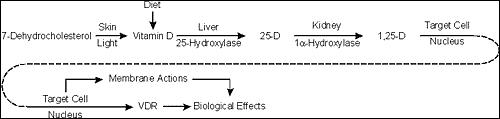 Diet
Skin Liver Kidney Target Cell
7-Dehydrocholesterol Vitamin D 25-D 1,25-D
Light 25-Hydroxylase 1α-Hydroxylase Nucleus
Membrane Actions
Target Cell
VDR Biological Effects
Nucleus